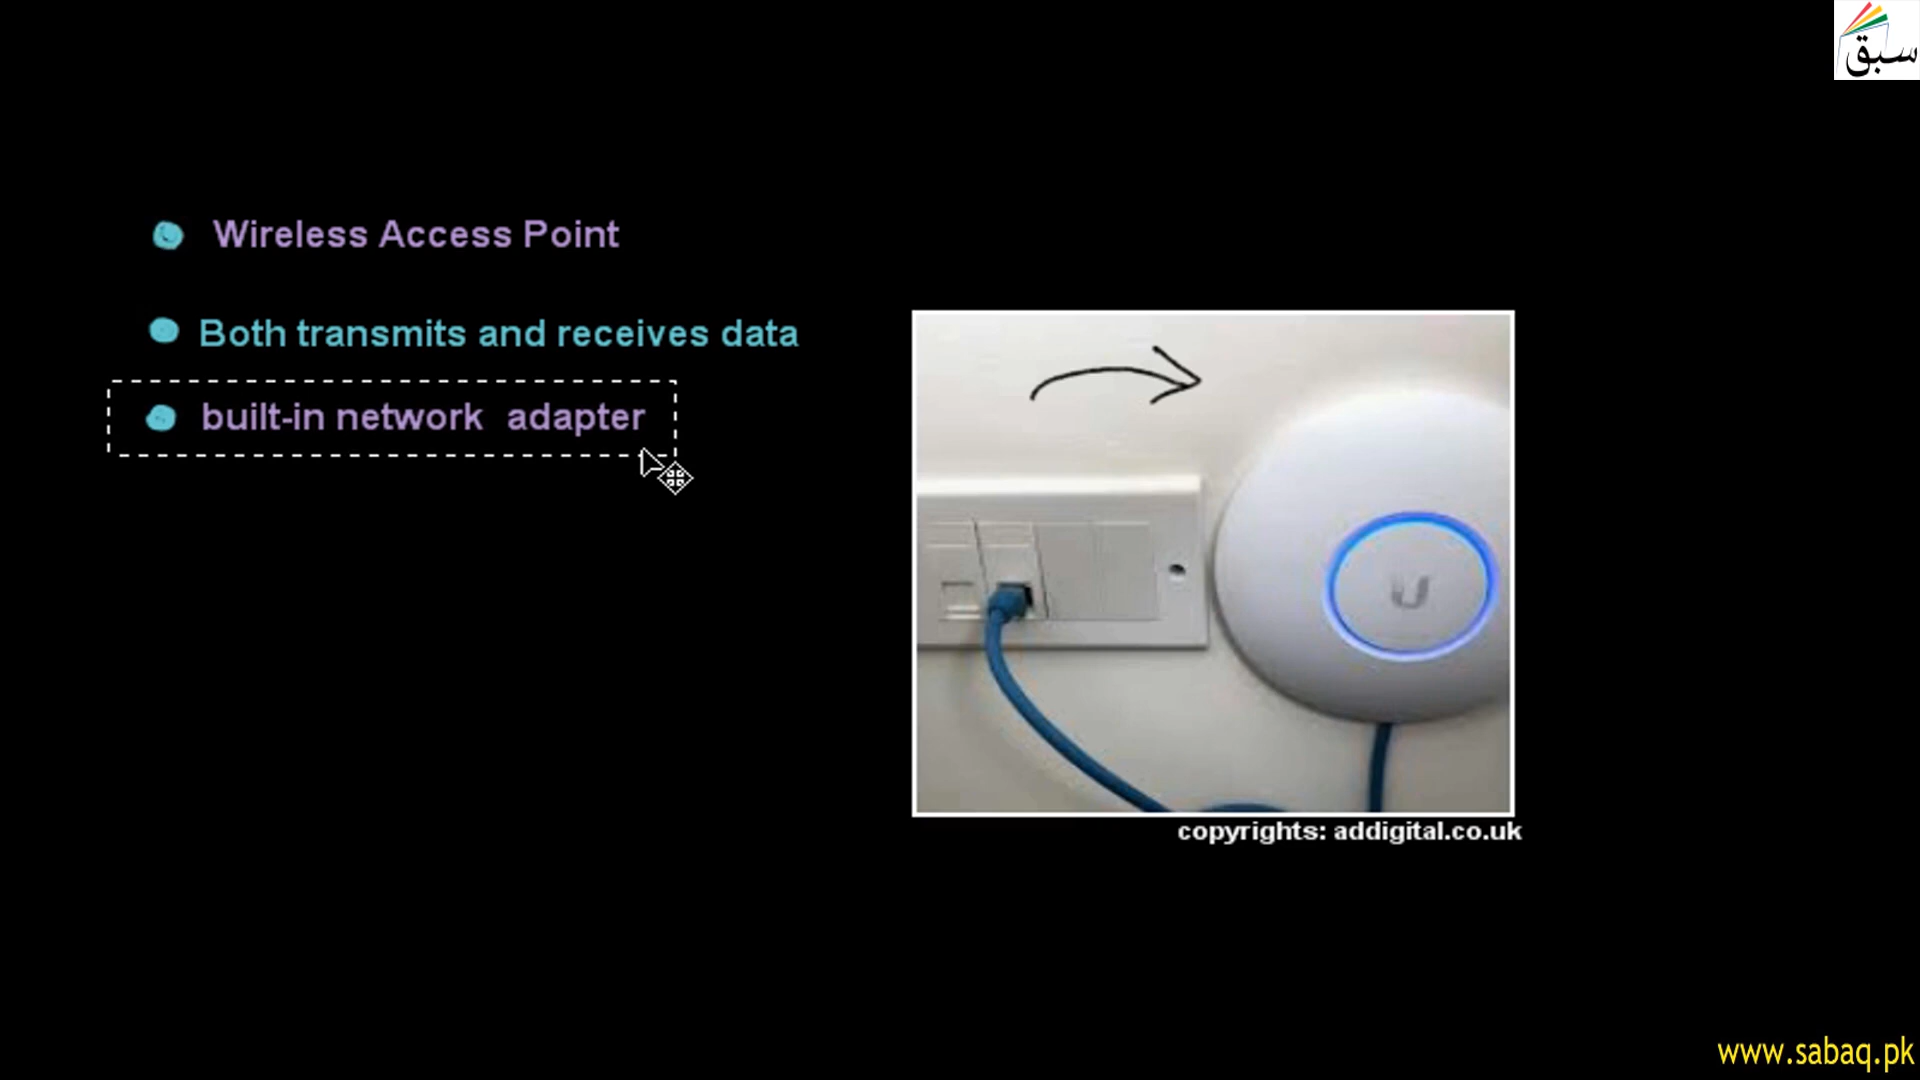 سبق
Wireless Access Point
Both transmits and receives data
built-in network adapter
copyrights: addigital.co.uk
www.sabaq.pk